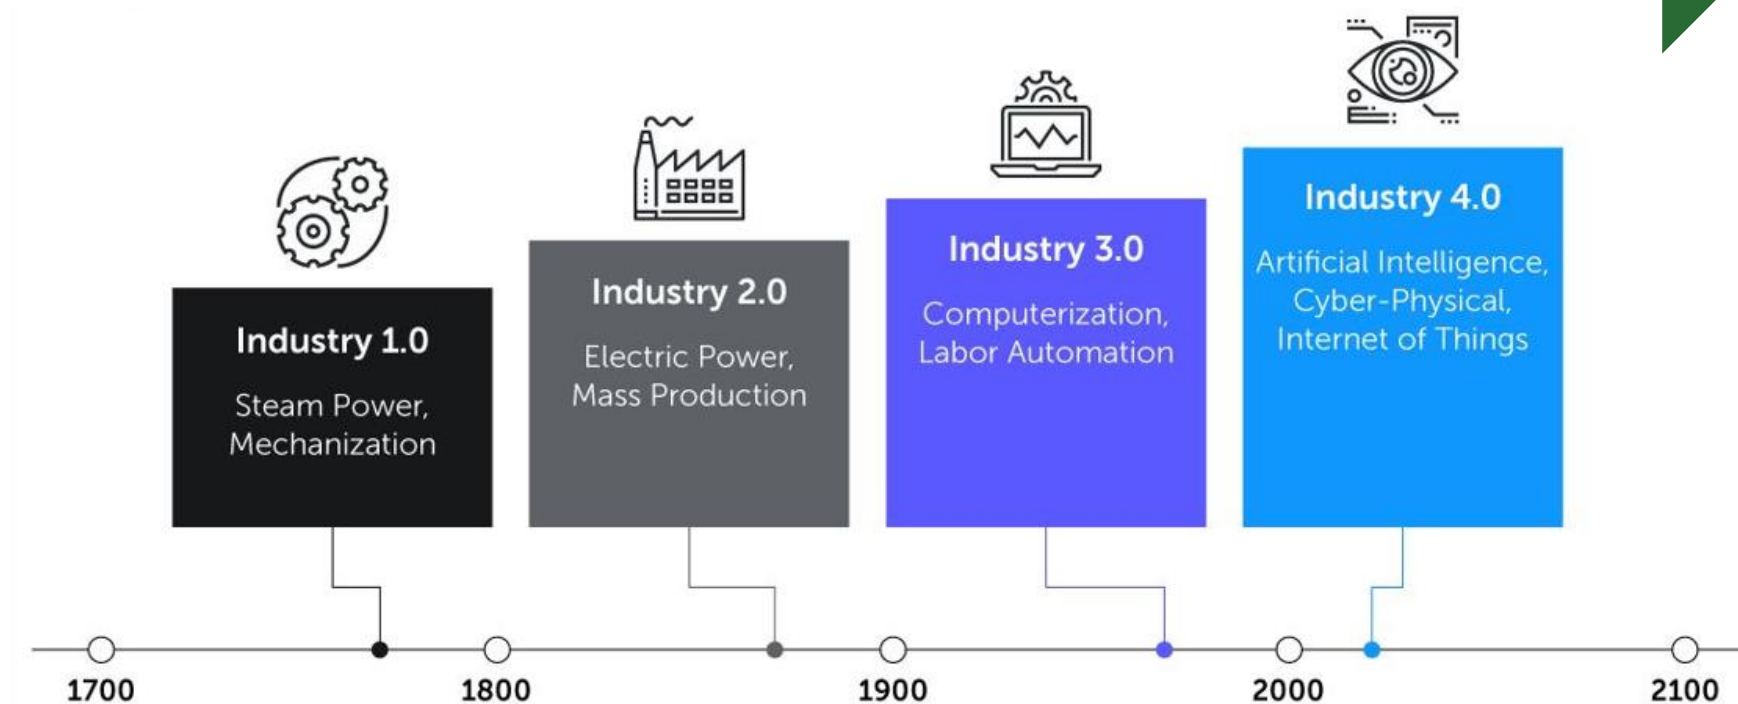 Industry 1.0
Steam Power,
Mechanization
Industry 2.0
Electric Power,
Mass Production
Industry 3.0
Computerization,
Labor Automation
Industry 4.0
Artificial Intelligence,
Cyber-Physical,
Internet of Things
1700
1800
1900
2000
2100